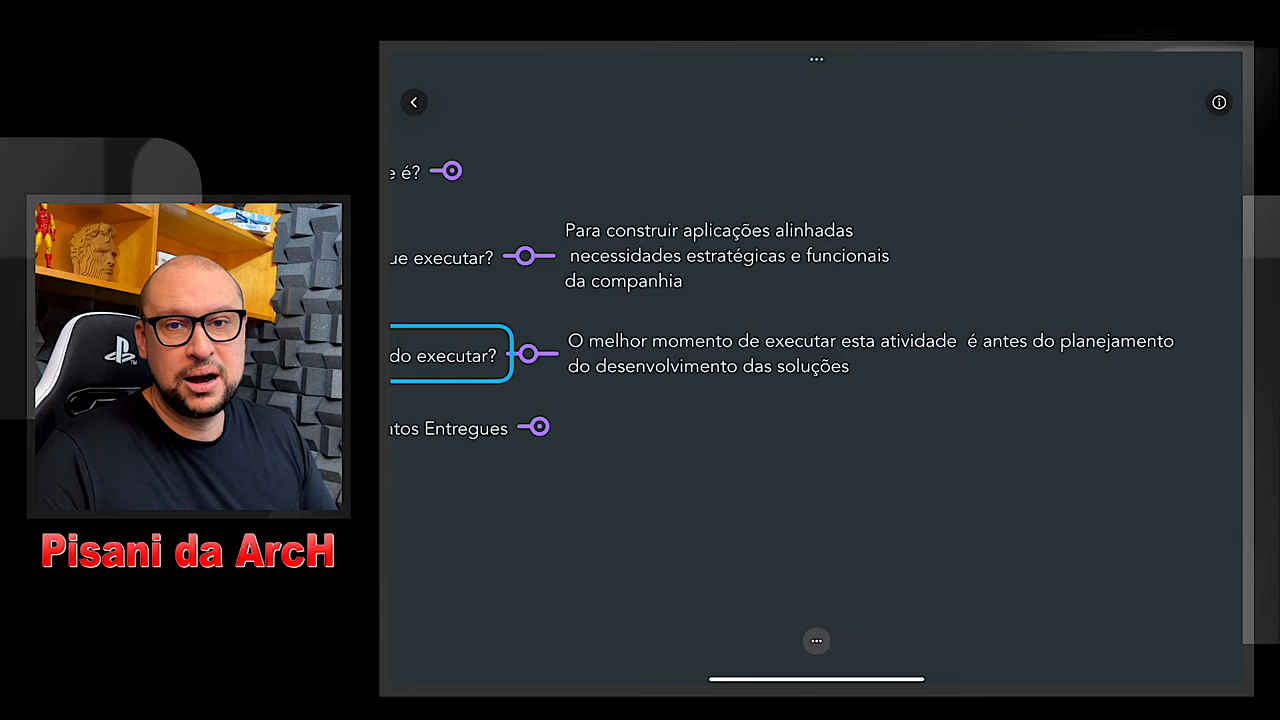 e é?
ue executar?
Para construir aplicações alinhadas
necessidades estratégicas e funcionais
da companhia
do executar?
O melhor momento de executar esta atividade é antes do planejamento
do desenvolvimento das soluções
tos Entregues
Pisani da ArcH